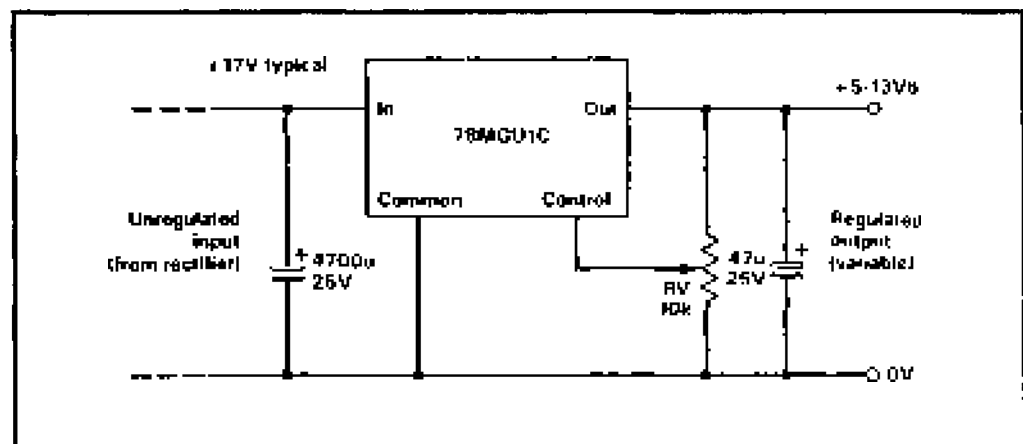 +17V typical
In
Out
78MGU1C
+5-13V
Common
Control
Unregulated
input
(from rectifier)
+
4700u
25V
RV
10k
47u
25V
+
Regulated
output
(variable)
0V